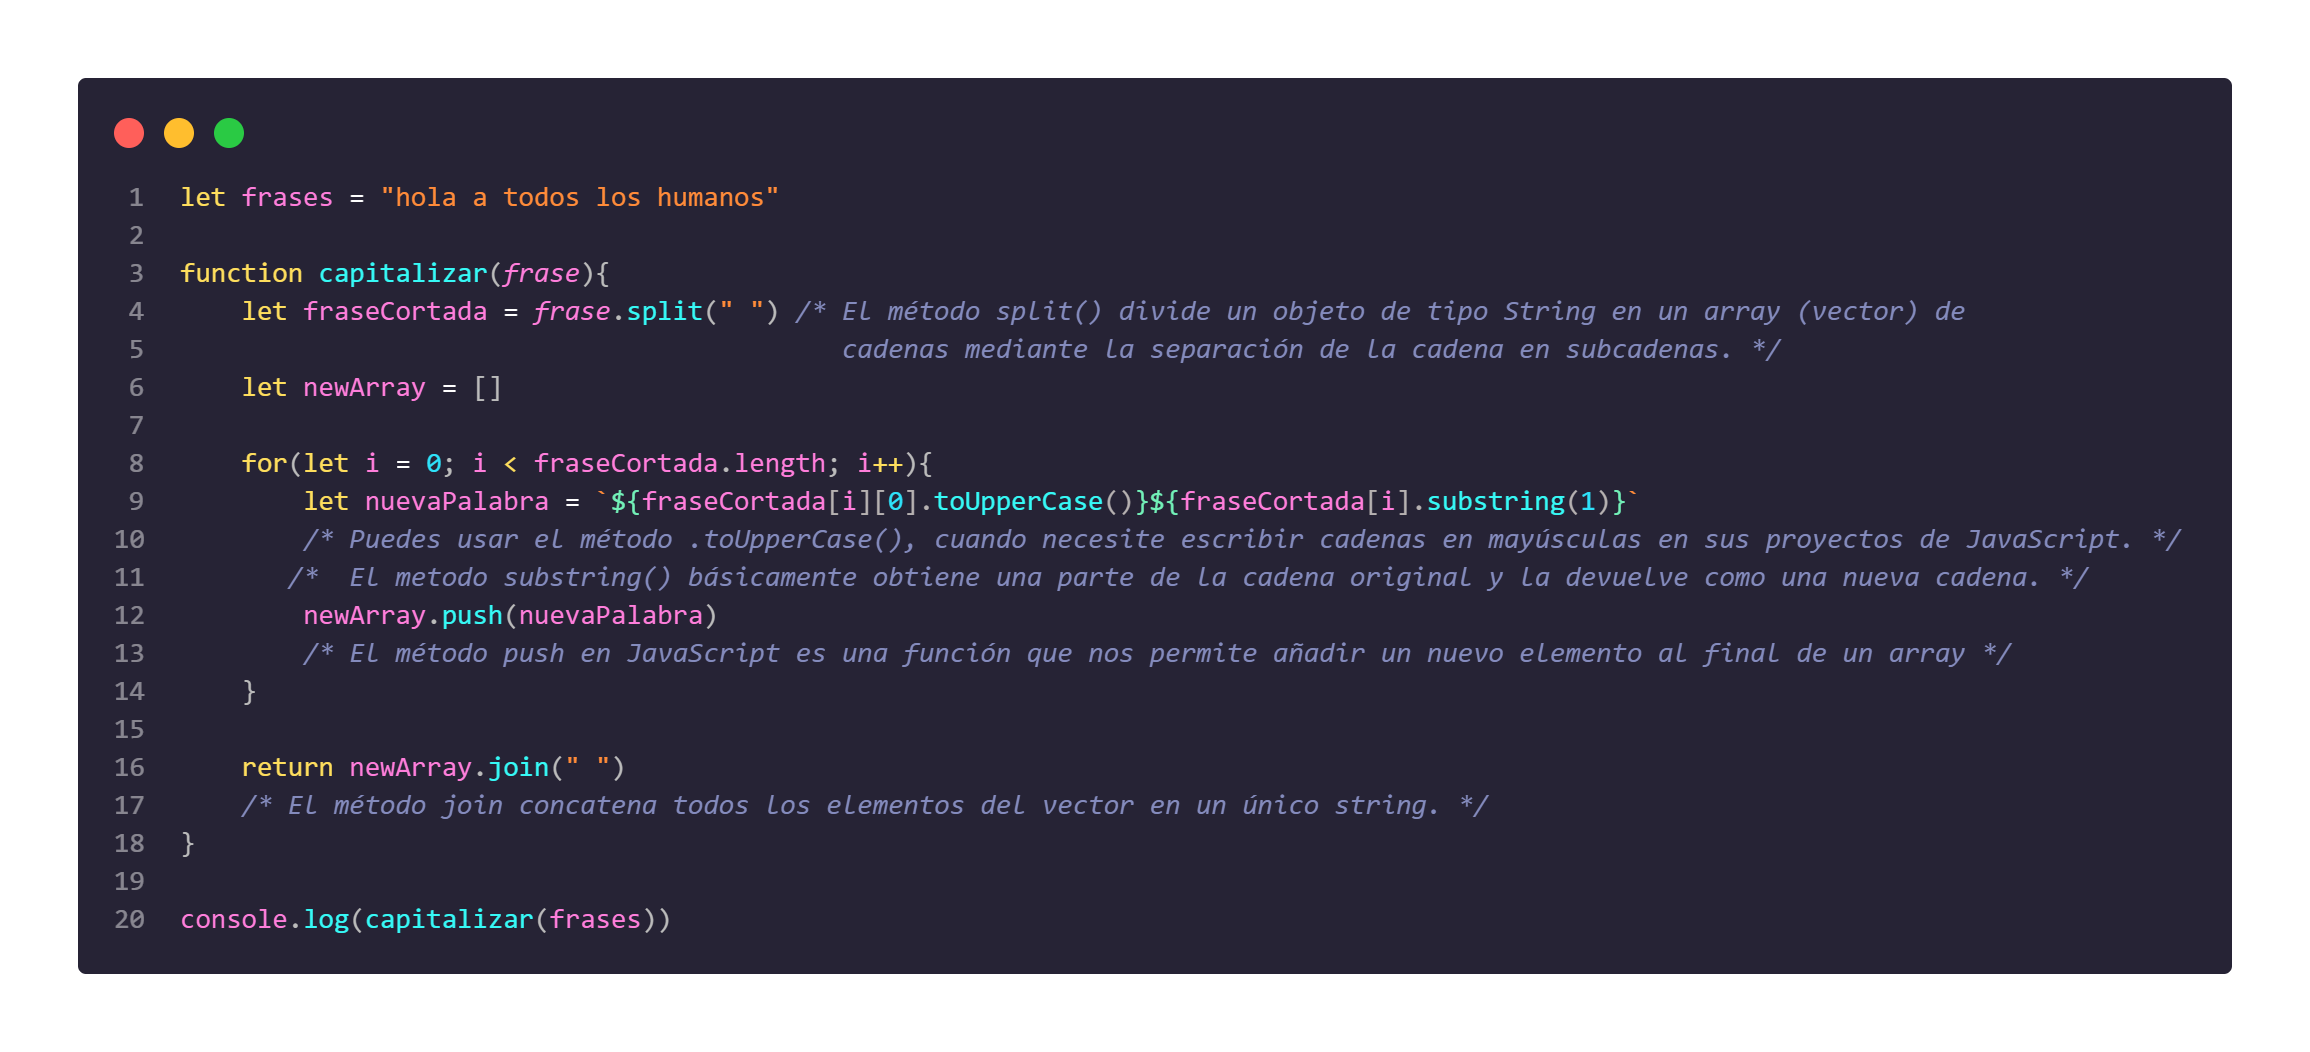 1 let frases = "hola a todos los humanos"
2
3 function capitalizar(frase){
4     let fraseCortada = frase.split(" ") /* El método split() divide un objeto de tipo String en un array (vector) de
5                                            cadenas mediante la separación de la cadena en subcadenas. */
6     let newArray = []
7
8     for(let i = 0; i < fraseCortada.length; i++){
9         let nuevaPalabra = `${fraseCortada[i][0].toUpperCase()}${fraseCortada[i].substring(1)}`
10         /* Puedes usar el método .toUpperCase(), cuando necesite escribir cadenas en mayúsculas en sus proyectos de JavaScript. */
11        /*  El metodo substring() básicamente obtiene una parte de la cadena original y la devuelve como una nueva cadena. */
12         newArray.push(nuevaPalabra)
13         /* El método push en JavaScript es una función que nos permite añadir un nuevo elemento al final de un array */
14     }
15
16     return newArray.join(" ")
17     /* El método join concatena todos los elementos del vector en un único string. */
18 }
19
20 console.log(capitalizar(frases))